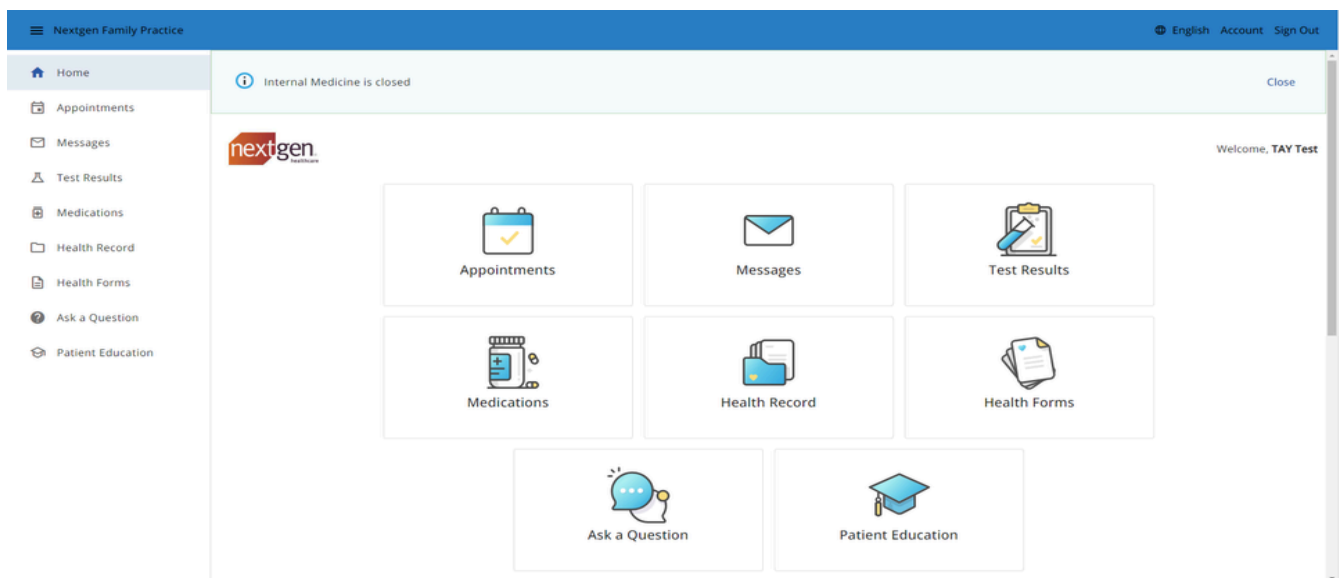 Nextgen Family Practice
English Account Sign Out
Home
Appointments
Messages
Test Results
Medications
Health Record
Health Forms
Ask a Question
Patient Education
Internal Medicine is closed
Close
nextgen
healthcare
Welcome, TAY Test
Appointments
Messages
Test Results
Medications
Health Record
Health Forms
Ask a Question
Patient Education